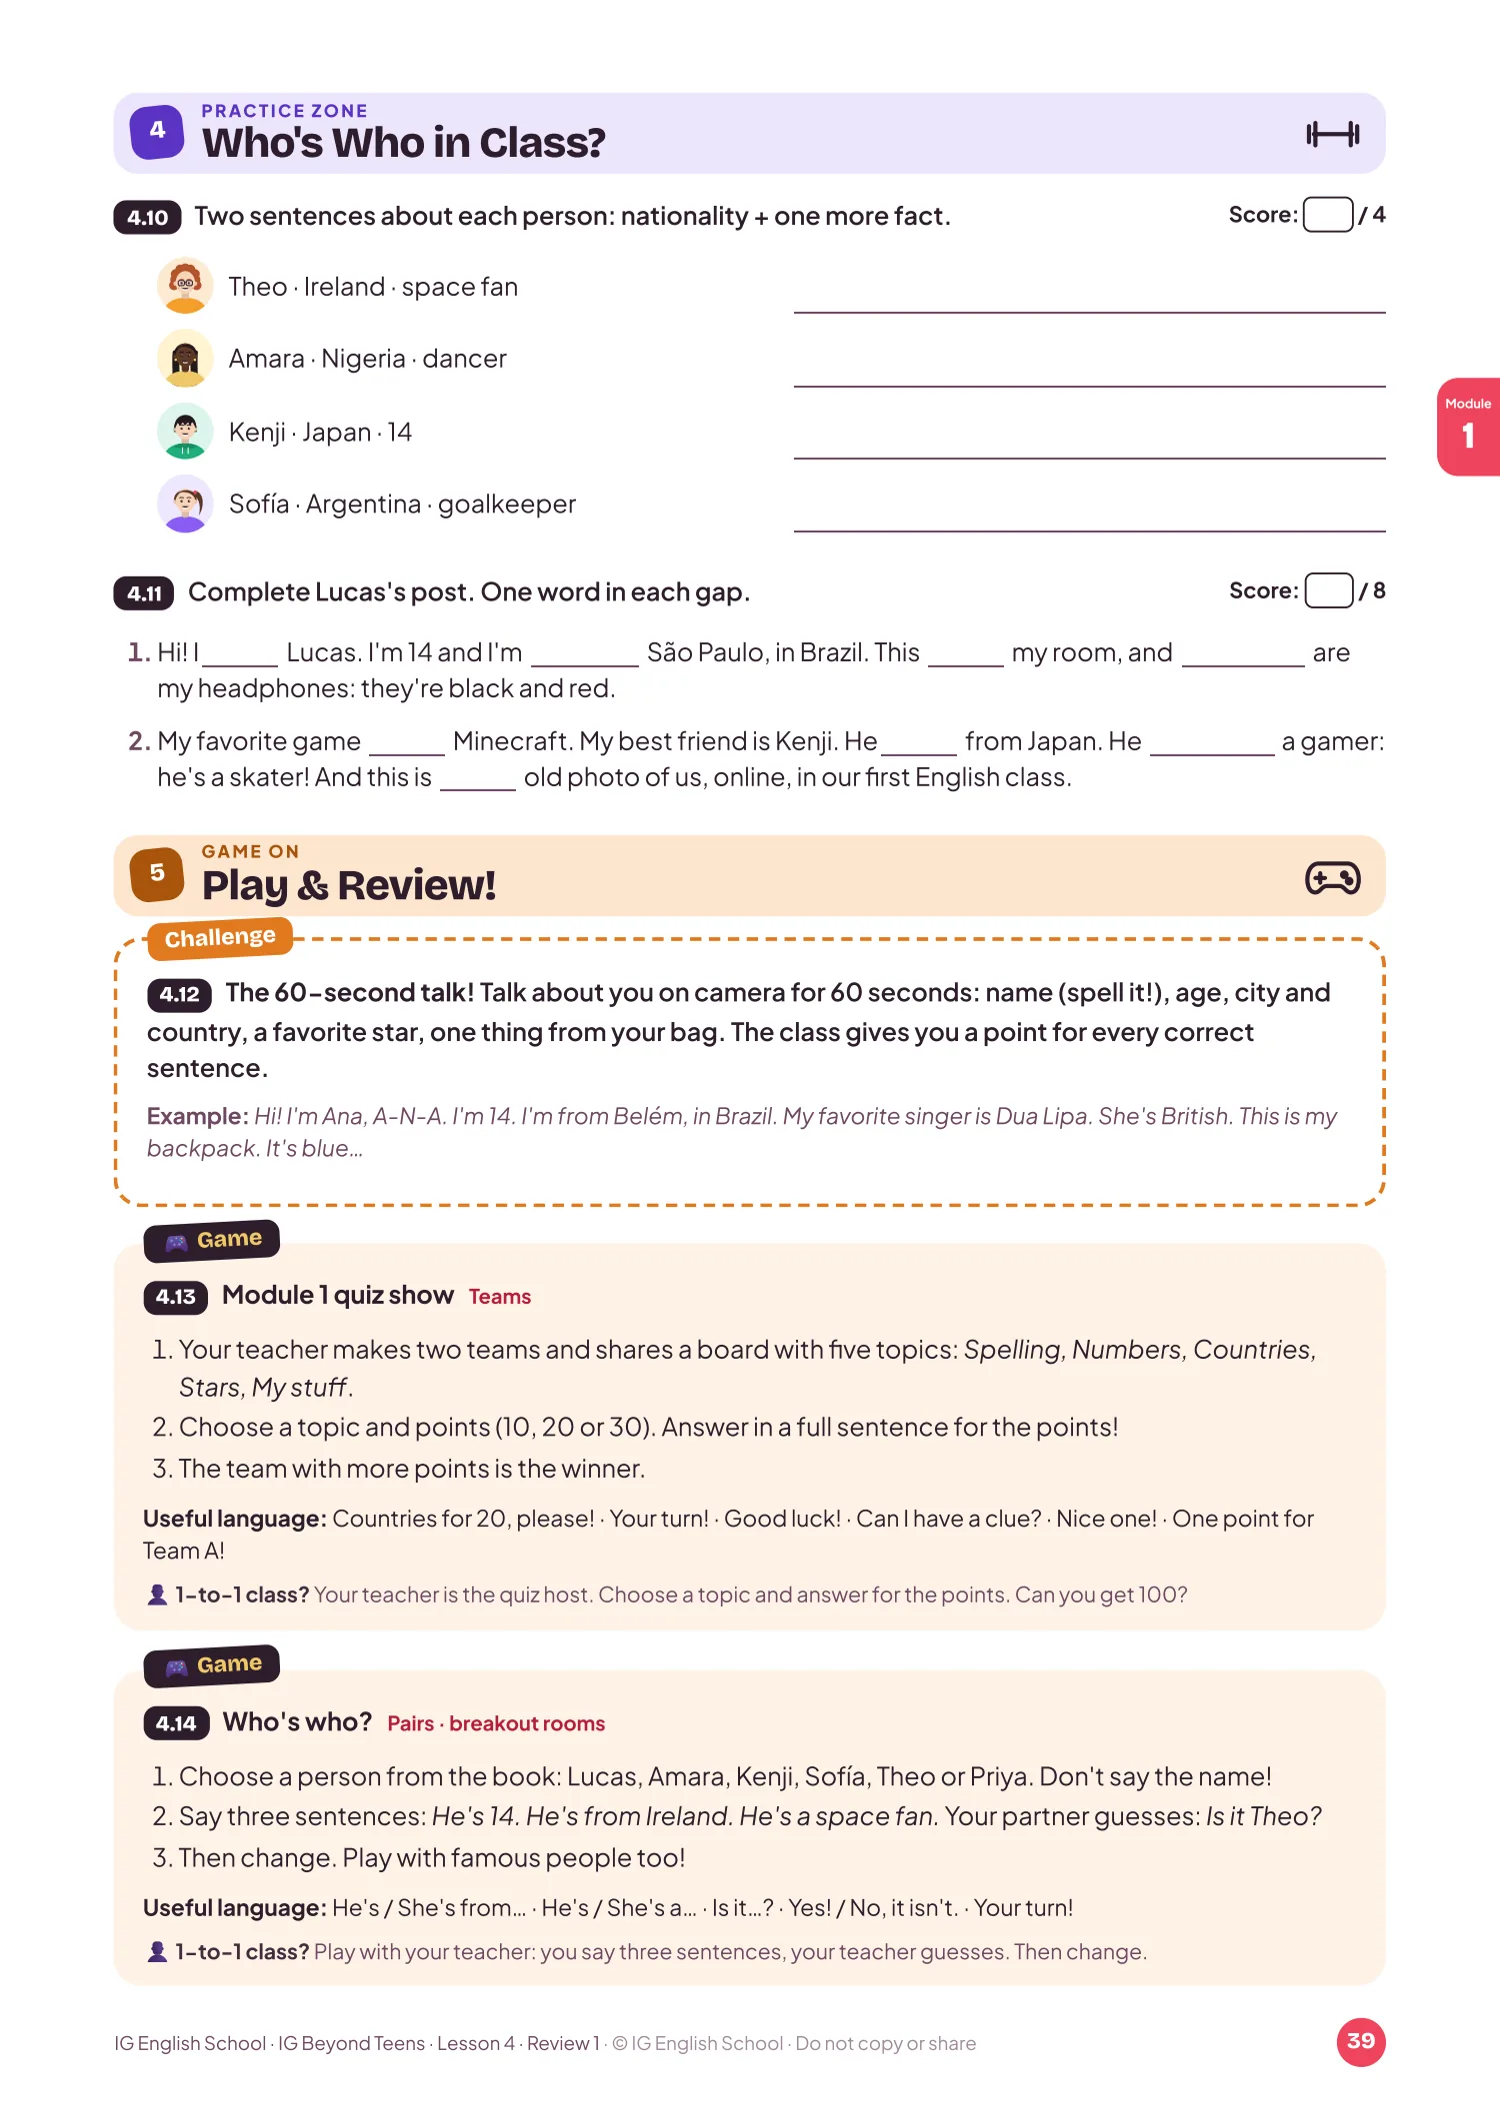 4
PRACTICE ZONE
Who's Who in Class?
4.10 Two sentences about each person: nationality + one more fact. Score: / 4
Theo · Ireland · space fan
Amara · Nigeria · dancer
Kenji · Japan · 14
Sofía · Argentina · goalkeeper
Module
1
4.11 Complete Lucas's post. One word in each gap. Score: / 8
1. Hi! I ______ Lucas. I'm 14 and I'm ________ São Paulo, in Brazil. This ______ my room, and _________ are
my headphones: they're black and red.
2. My favorite game ______ Minecraft. My best friend is Kenji. He ______ from Japan. He _________ a gamer:
he's a skater! And this is ______ old photo of us, online, in our first English class.
5
GAME ON
Play & Review!
Challenge
4.12 The 60-second talk! Talk about you on camera for 60 seconds: name (spell it!), age, city and
country, a favorite star, one thing from your bag. The class gives you a point for every correct
sentence.
Example: Hi! I'm Ana, A-N-A. I'm 14. I'm from Belém, in Brazil. My favorite singer is Dua Lipa. She's British. This is my
backpack. It's blue...
Game
4.13 Module 1 quiz show Teams
1. Your teacher makes two teams and shares a board with five topics: Spelling, Numbers, Countries,
Stars, My stuff.
2. Choose a topic and points (10, 20 or 30). Answer in a full sentence for the points!
3. The team with more points is the winner.
Useful language: Countries for 20, please! · Your turn! · Good luck! · Can I have a clue? · Nice one! · One point for
Team A!
1-to-1 class? Your teacher is the quiz host. Choose a topic and answer for the points. Can you get 100?
Game
4.14 Who's who? Pairs · breakout rooms
1. Choose a person from the book: Lucas, Amara, Kenji, Sofía, Theo or Priya. Don't say the name!
2. Say three sentences: He's 14. He's from Ireland. He's a space fan. Your partner guesses: Is it Theo?
3. Then change. Play with famous people too!
Useful language: He's / She's from... · He's / She's a... · Is it...? · Yes! / No, it isn't. · Your turn!
1-to-1 class? Play with your teacher: you say three sentences, your teacher guesses. Then change.
IG English School · IG Beyond Teens · Lesson 4 · Review 1 · © IG English School · Do not copy or share
39